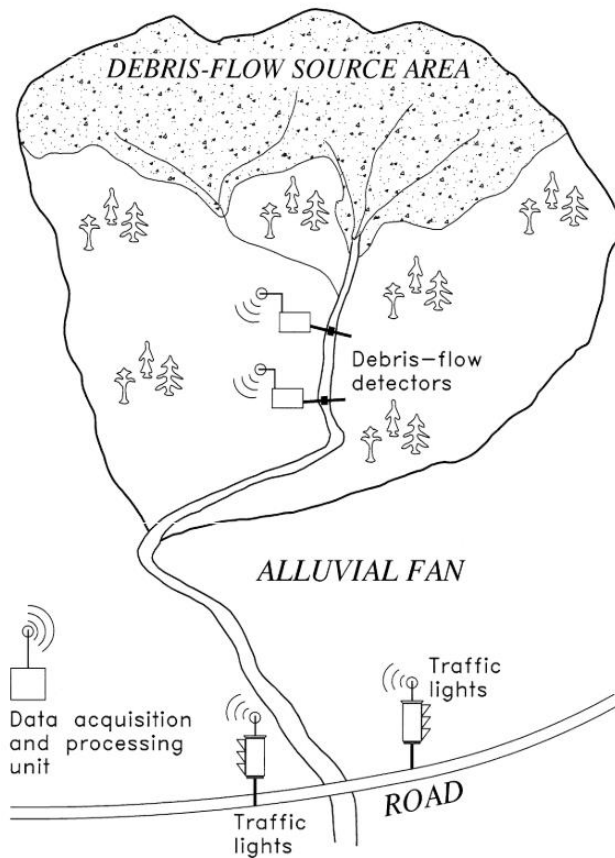 DEBRIS-FLOW SOURCE AREA
Debris-flow
detectors
ALLUVIAL FAN
Traffic
lights
Data acquisition
and processing
unit
ROAD
Traffic
lights